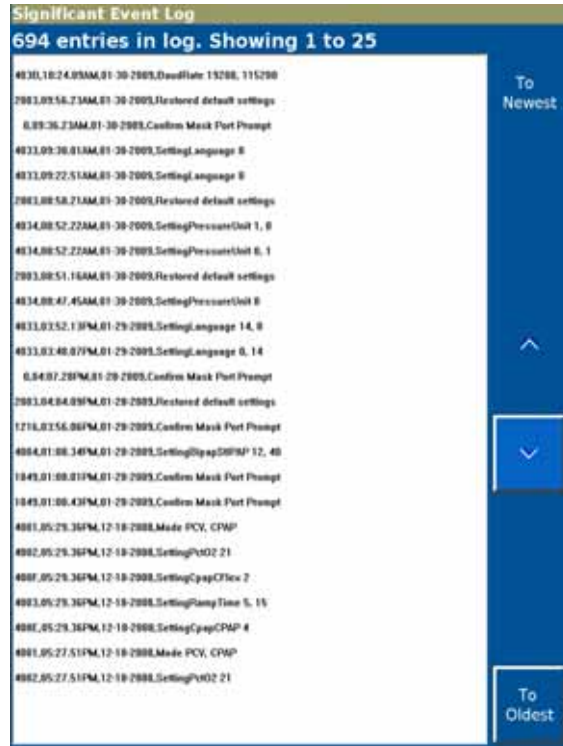 Significant Event Log
694 entries in log. Showing 1 to 25
403D,10:24.09AM,01-30-2009,BaudRate 19200, 115200
2003,09:56.23AM,01-30-2009,Restored default settings
0,09:36.23AM,01-30-2009,Confirm Mask Port Prompt
4033,09:30.01AM,01-30-2009,SettingLanguage 0
4033,09:22.51AM,01-30-2009,SettingLanguage 0
2003,08:58.21AM,01-30-2009,Restored default settings
4034,08:52.22AM,01-30-2009,SettingPressureUnit 1, 0
4034,08:52.22AM,01-30-2009,SettingPressureUnit 0, 1
2003,08:51.16AM,01-30-2009,Restored default settings
4034,08:47.45AM,01-30-2009,SettingPressureUnit 0
4033,03:52.13PM,01-29-2009,SettingLanguage 14, 0
4033,03:40.07PM,01-29-2009,SettingLanguage 0, 14
0,04:07.20PM,01-28-2009,Confirm Mask Port Prompt
2003,04:04.09PM,01-28-2009,Restored default settings
1216,03:56.06PM,01-28-2009,Confirm Mask Port Prompt
4004,01:08.34PM,01-28-2009,SettingBipapStIPAP 12, 40
1049,01:08.01PM,01-28-2009,Confirm Mask Port Prompt
1049,01:00.43PM,01-28-2009,Confirm Mask Port Prompt
4001,05:29.36PM,12-18-2008,Mode PCV, CPAP
4002,05:29.36PM,12-18-2008,SettingPctO2 21
400F,05:29.36PM,12-18-2008,SettingCpapCFlex 2
4003,05:29.36PM,12-18-2008,SettingRampTime 5, 15
400E,05:29.36PM,12-18-2008,SettingCpapCPAP 4
4001,05:27.51PM,12-18-2008,Mode PCV, CPAP
4002,05:27.51PM,12-18-2008,SettingPctO2 21
To
Newest
To
Oldest